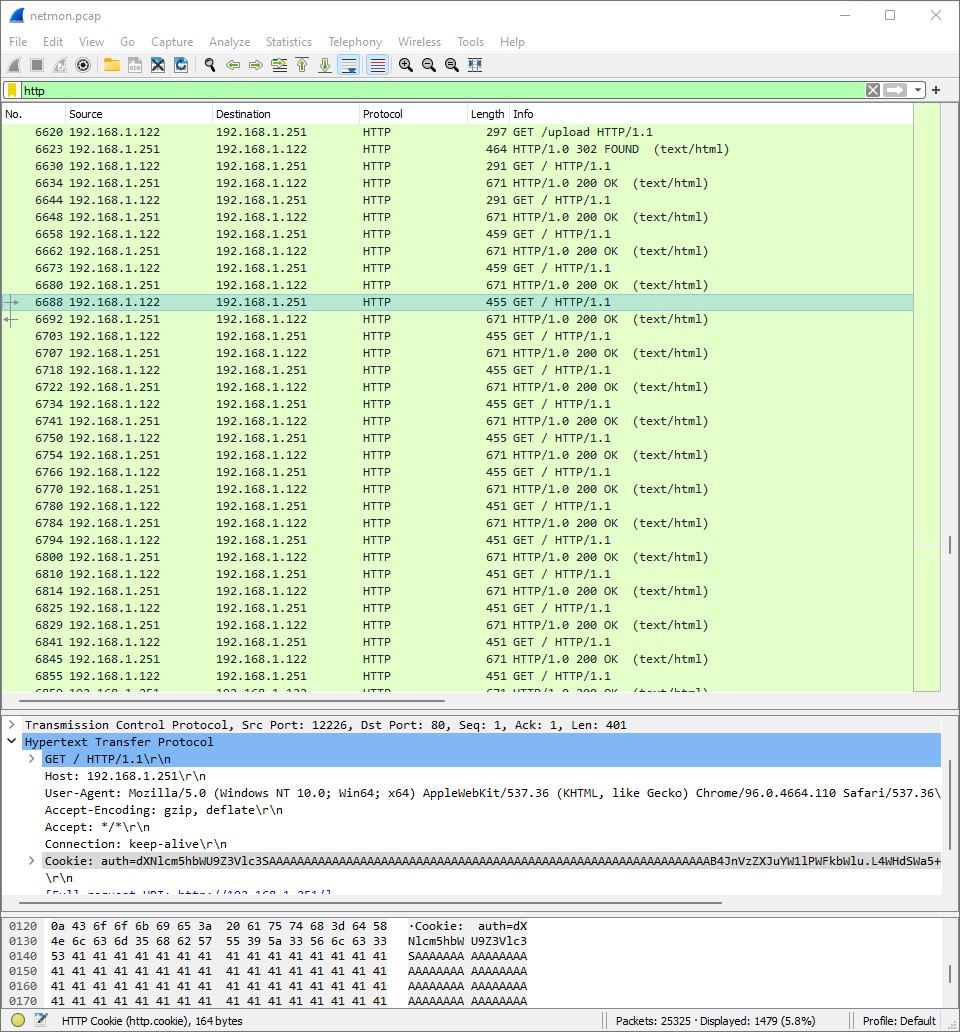 netmon.pcap
File Edit View Go Capture Analyze Statistics Telephony Wireless Tools Help
http
No. Source Destination Protocol Length Info
6620 192.168.1.122 192.168.1.251 HTTP 297 GET /upload HTTP/1.1
6623 192.168.1.251 192.168.1.122 HTTP 464 HTTP/1.0 302 FOUND (text/html)
6630 192.168.1.122 192.168.1.251 HTTP 291 GET / HTTP/1.1
6634 192.168.1.251 192.168.1.122 HTTP 671 HTTP/1.0 200 OK (text/html)
6644 192.168.1.122 192.168.1.251 HTTP 291 GET / HTTP/1.1
6648 192.168.1.251 192.168.1.122 HTTP 671 HTTP/1.0 200 OK (text/html)
6658 192.168.1.122 192.168.1.251 HTTP 459 GET / HTTP/1.1
6662 192.168.1.251 192.168.1.122 HTTP 671 HTTP/1.0 200 OK (text/html)
6673 192.168.1.122 192.168.1.251 HTTP 459 GET / HTTP/1.1
6680 192.168.1.251 192.168.1.122 HTTP 671 HTTP/1.0 200 OK (text/html)
6688 192.168.1.122 192.168.1.251 HTTP 455 GET / HTTP/1.1
6692 192.168.1.251 192.168.1.122 HTTP 671 HTTP/1.0 200 OK (text/html)
6703 192.168.1.122 192.168.1.251 HTTP 455 GET / HTTP/1.1
6707 192.168.1.251 192.168.1.122 HTTP 671 HTTP/1.0 200 OK (text/html)
6718 192.168.1.122 192.168.1.251 HTTP 455 GET / HTTP/1.1
6722 192.168.1.251 192.168.1.122 HTTP 671 HTTP/1.0 200 OK (text/html)
6734 192.168.1.122 192.168.1.251 HTTP 455 GET / HTTP/1.1
6741 192.168.1.251 192.168.1.122 HTTP 671 HTTP/1.0 200 OK (text/html)
6750 192.168.1.122 192.168.1.251 HTTP 455 GET / HTTP/1.1
6754 192.168.1.251 192.168.1.122 HTTP 671 HTTP/1.0 200 OK (text/html)
6766 192.168.1.122 192.168.1.251 HTTP 455 GET / HTTP/1.1
6770 192.168.1.251 192.168.1.122 HTTP 671 HTTP/1.0 200 OK (text/html)
6780 192.168.1.122 192.168.1.251 HTTP 451 GET / HTTP/1.1
6784 192.168.1.251 192.168.1.122 HTTP 671 HTTP/1.0 200 OK (text/html)
6794 192.168.1.122 192.168.1.251 HTTP 451 GET / HTTP/1.1
6800 192.168.1.251 192.168.1.122 HTTP 671 HTTP/1.0 200 OK (text/html)
6810 192.168.1.122 192.168.1.251 HTTP 451 GET / HTTP/1.1
6814 192.168.1.251 192.168.1.122 HTTP 671 HTTP/1.0 200 OK (text/html)
6825 192.168.1.122 192.168.1.251 HTTP 451 GET / HTTP/1.1
6829 192.168.1.251 192.168.1.122 HTTP 671 HTTP/1.0 200 OK (text/html)
6841 192.168.1.122 192.168.1.251 HTTP 451 GET / HTTP/1.1
6845 192.168.1.251 192.168.1.122 HTTP 671 HTTP/1.0 200 OK (text/html)
6855 192.168.1.122 192.168.1.251 HTTP 451 GET / HTTP/1.1
Transmission Control Protocol, Src Port: 12226, Dst Port: 80, Seq: 1, Ack: 1, Len: 401
Hypertext Transfer Protocol
GET / HTTP/1.1\r\n
Host: 192.168.1.251\r\n
User-Agent: Mozilla/5.0 (Windows NT 10.0; Win64; x64) AppleWebKit/537.36 (KHTML, like Gecko) Chrome/96.0.4664.110 Safari/537.36\
Accept-Encoding: gzip, deflate\r\n
Accept: */*\r\n
Connection: keep-alive\r\n
Cookie: auth=dXNlcm5hbWU9Z3Vlc3SAAAAAAAAAAAAAAAAAAAAAAAAAAAAAAAAAAAAAAAAAAAAAAAAAAAAAAAAAAAAAAAAB4JnVzZXJuYW1lPWFkbWlu.L4WHdSWa5+
\r\n
[Full request URI: http://192.168.1.251/]
0120 0a 43 6f 6f 6b 69 65 3a 20 61 75 74 68 3d 64 58 ·Cookie: auth=dX
0130 4e 6c 63 6d 35 68 62 57 55 39 5a 33 56 6c 63 33 Nlcm5hbW U9Z3Vlc3
0140 53 41 41 41 41 41 41 41 41 41 41 41 41 41 41 41 SAAAAAAA AAAAAAAA
0150 41 41 41 41 41 41 41 41 41 41 41 41 41 41 41 41 AAAAAAAA AAAAAAAA
0160 41 41 41 41 41 41 41 41 41 41 41 41 41 41 41 41 AAAAAAAA AAAAAAAA
0170 41 41 41 41 41 41 41 41 41 41 41 41 41 41 41 41 AAAAAAAA AAAAAAAA
HTTP Cookie (http.cookie), 164 bytes Packets: 25325 · Displayed: 1479 (5.8%) Profile: Default